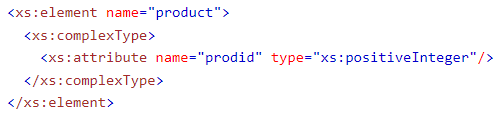 <xs:element name="product">
  <xs:complexType>
    <xs:attribute name="prodid" type="xs:positiveInteger"/>
  </xs:complexType>
</xs:element>